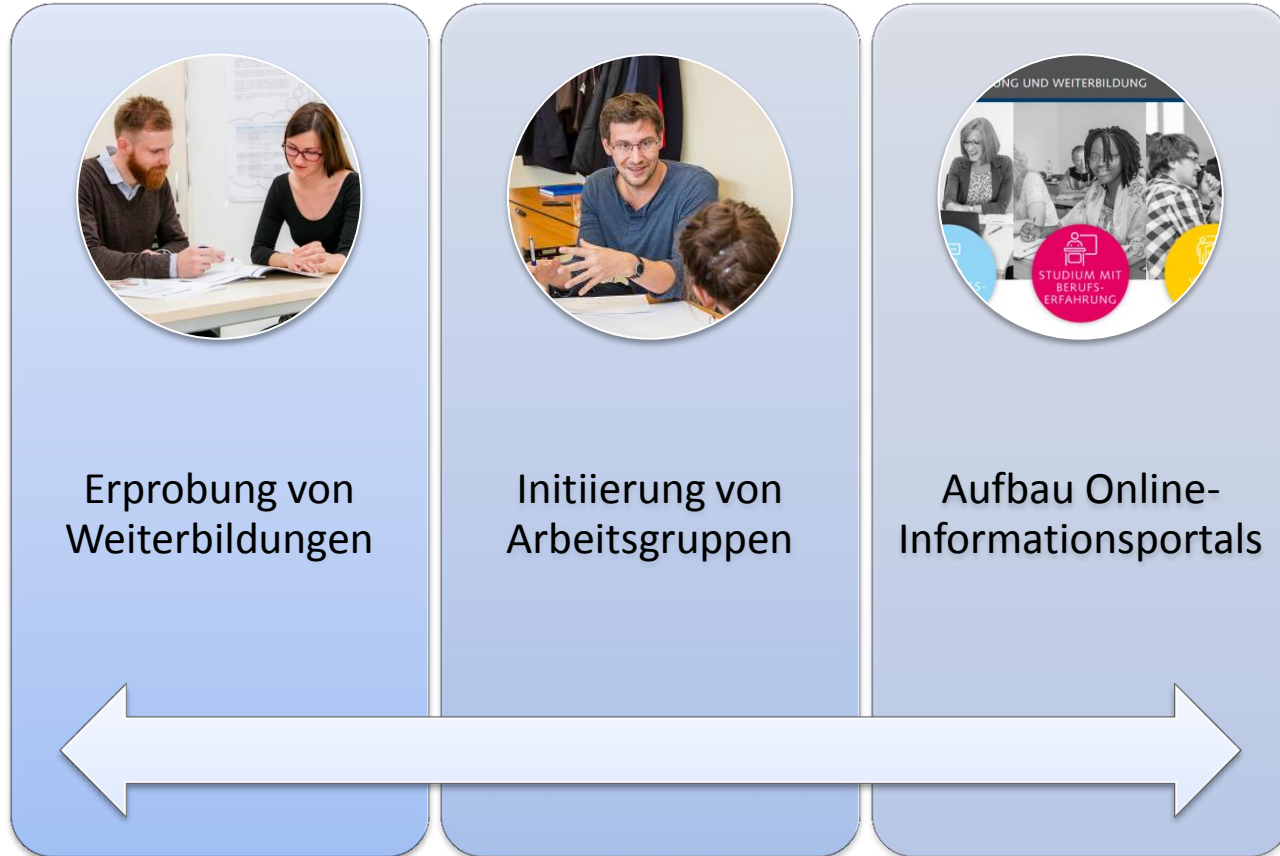 UNG UND WEITERBILDUNG
STUDIUM MIT
BERUFS-
ERFAHRUNG
Erprobung von
Weiterbildungen
Initiierung von
Arbeitsgruppen
Aufbau Online-
Informationsportals